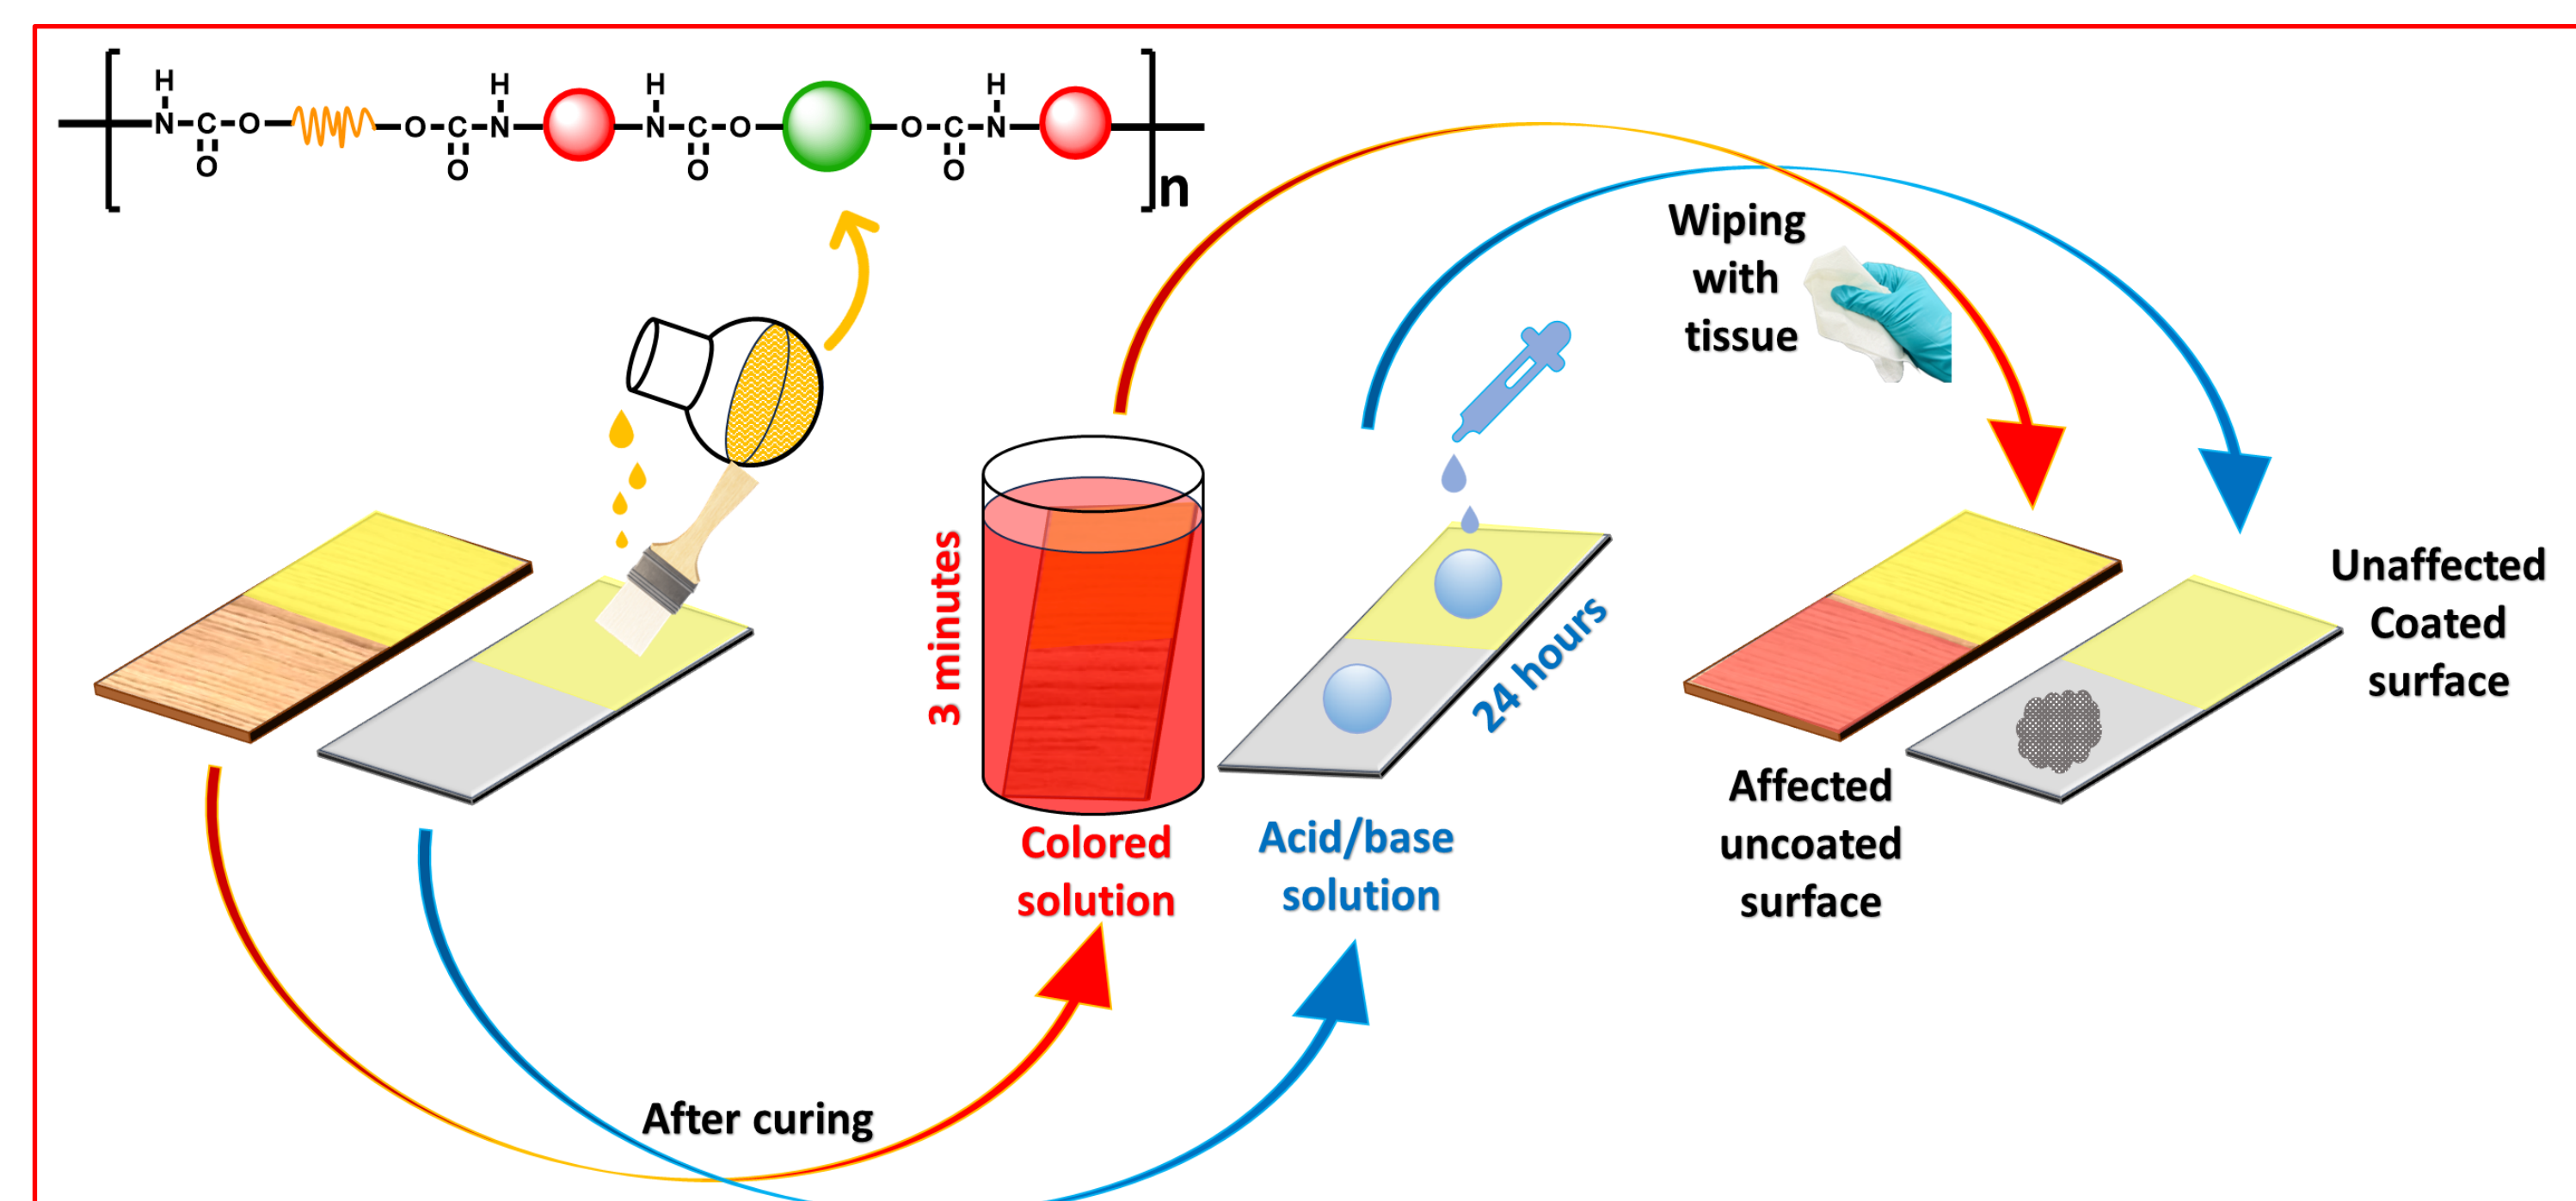 H H H H
N-C-O O-C-N N-C-O O-C-N
O O O O
n
Wiping
with
tissue
3 minutes
24 hours
Unaffected
Coated
surface
Affected
uncoated
surface
Colored
solution
Acid/base
solution
After curing